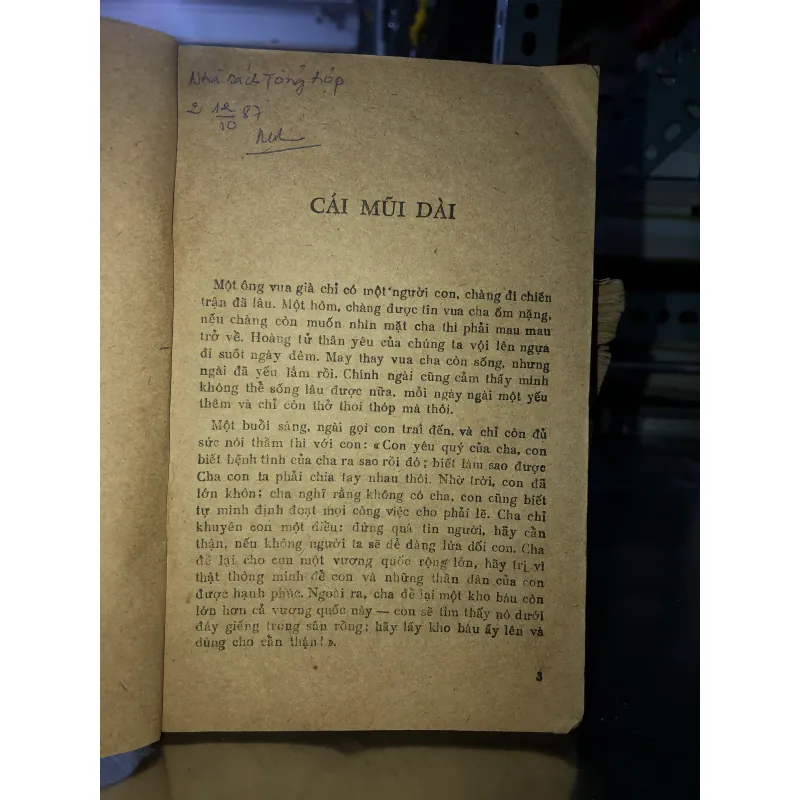 Nhà sách Tổng hợp
2 12/10 87
CÁI MŨI DÀI
Một ông vua già chỉ có một người con, chàng đi chiến
trận đã lâu. Một hôm, chàng được tin vua cha ốm nặng,
nếu chàng còn muốn nhìn mặt cha thì phải mau mau
trở về. Hoàng tử thân yêu của chúng ta vội lên ngựa
đi suốt ngày đêm. May thay vua cha còn sống, nhưng
ngài đã yếu lắm rồi. Chính ngài cũng cảm thấy mình
không thể sống lâu được nữa, mỗi ngày ngài một yếu
thêm và chỉ còn thở thoi thóp mà thôi.
Một buổi sáng, ngài gọi con trai đến, và chỉ còn đủ
sức nói thầm thì với con: « Con yêu quý của cha, con
biết bệnh tình của cha ra sao rồi đó; biết làm sao được
Cha con ta phải chia tay nhau thôi. Nhờ trời, con đã
lớn khôn; cha nghĩ rằng không có cha, con cũng biết
tự mình định đoạt mọi công việc cho phải lẽ. Cha chỉ
khuyên con một điều: đừng quá tin người, hãy cẩn
thận, nếu không người ta sẽ dễ dàng lừa dối con. Cha
để lại cho con một vương quốc rộng lớn, hãy trị vì
thật thông minh để con và những thần dân của con
được hạnh phúc. Ngoài ra, cha để lại một kho báu còn
lớn hơn cả vương quốc này — con sẽ tìm thấy nó dưới
đáy giếng trong sân rồng; hãy lấy kho báu ấy lên và
dùng cho cẩn thận! ».
3